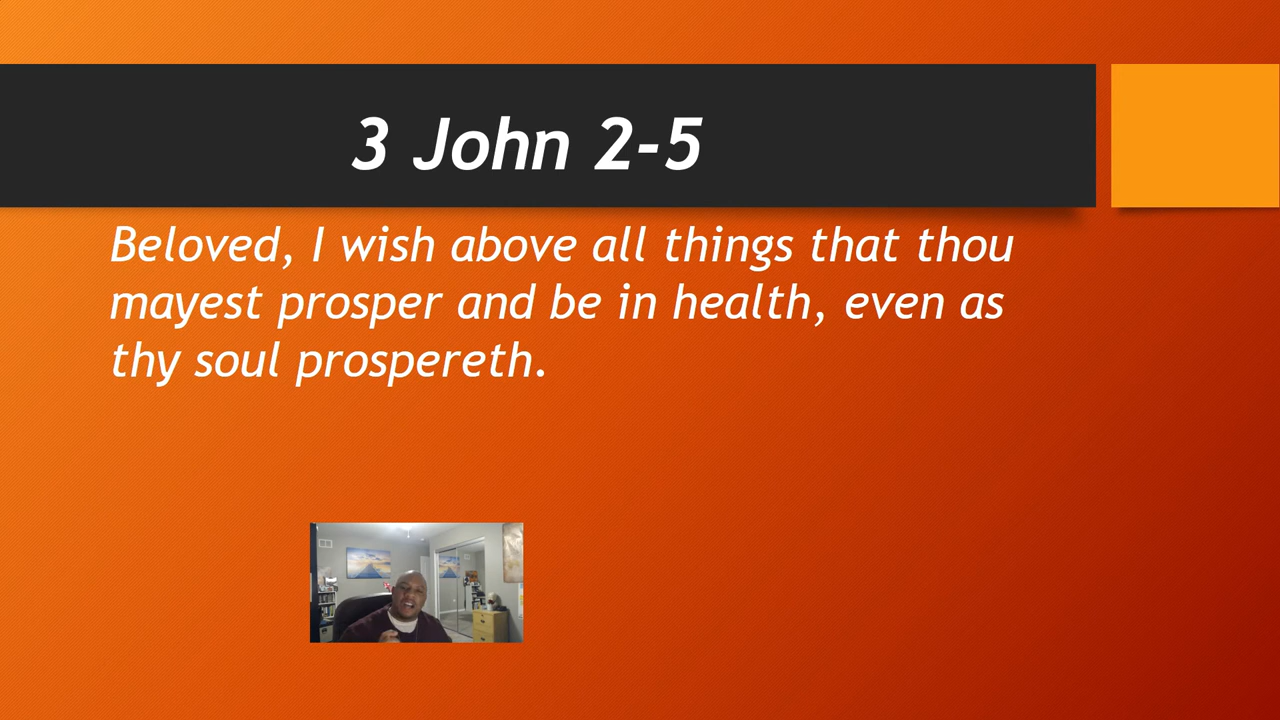 3 John 2-5
Beloved, I wish above all things that thou
mayest prosper and be in health, even as
thy soul prospereth.